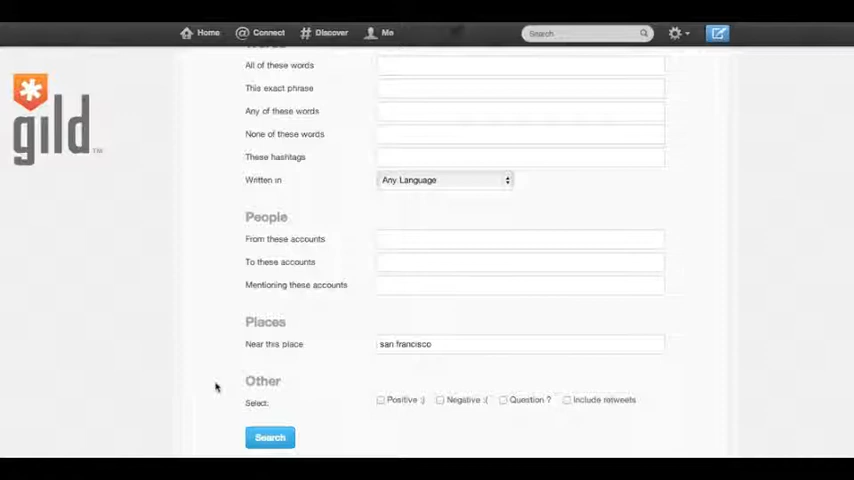 Home Connect Discover Me Search
All of these words
This exact phrase
Any of these words
None of these words
These hashtags
Written in Any Language
gild TM
People
From these accounts
To these accounts
Mentioning these accounts
Places
Near this place san francisco
Other
Select: Positive :) Negative :( Question ? Include retweets
Search